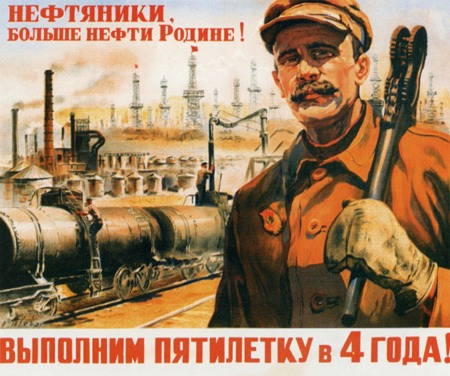 НЕФТЯНИКИ,
БОЛЬШЕ НЕФТИ РОДИНЕ!
ВЫПОЛНИМ ПЯТИЛЕТКУ в 4 ГОДА!